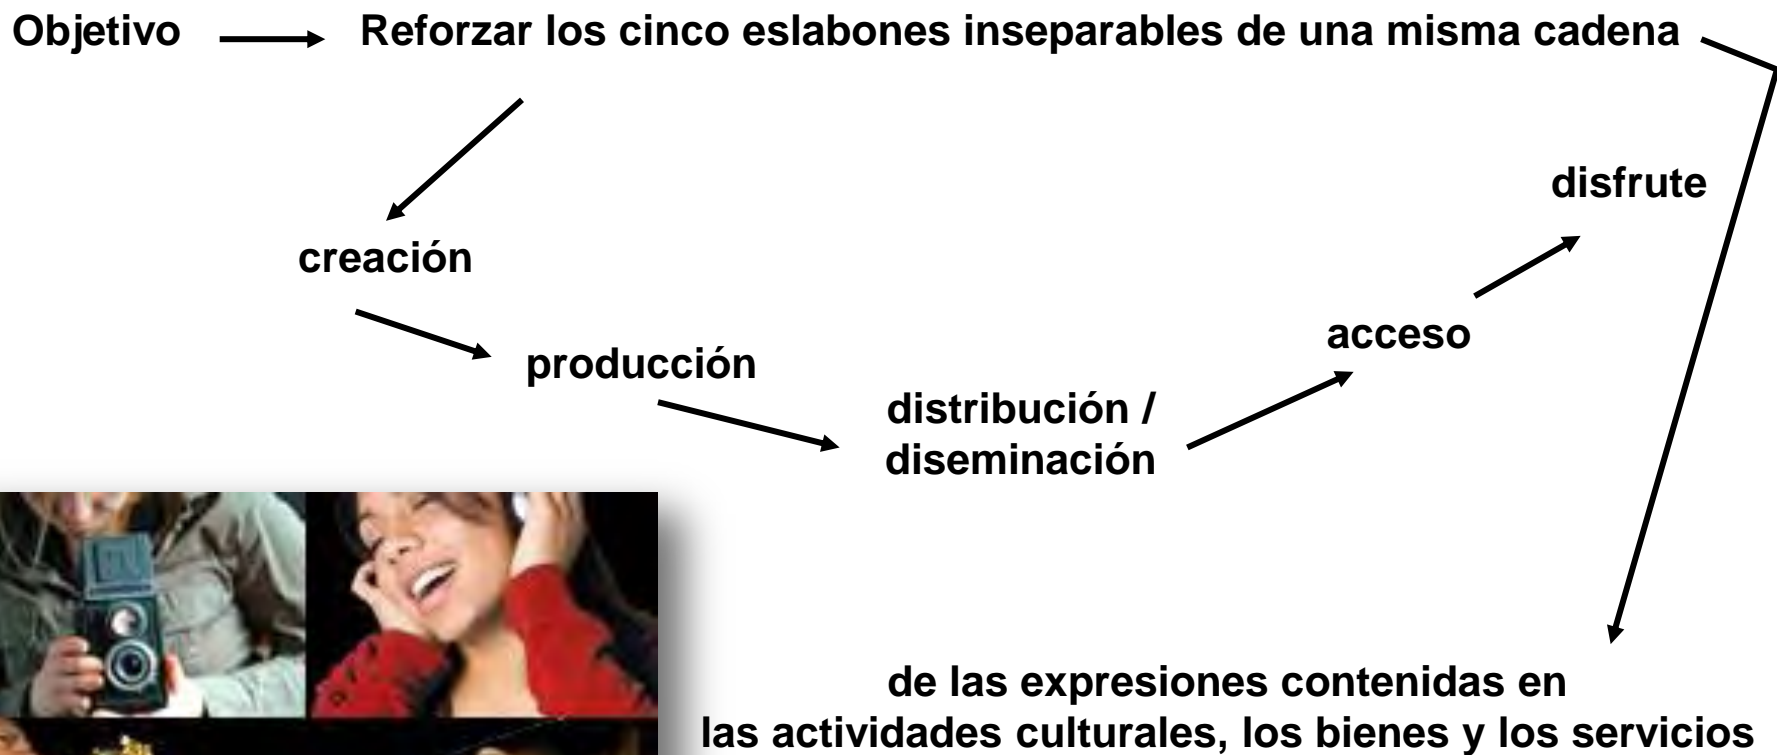 Objetivo
Reforzar los cinco eslabones inseparables de una misma cadena
creación
producción
distribución /
diseminación
acceso
disfrute
de las expresiones contenidas en
las actividades culturales, los bienes y los servicios